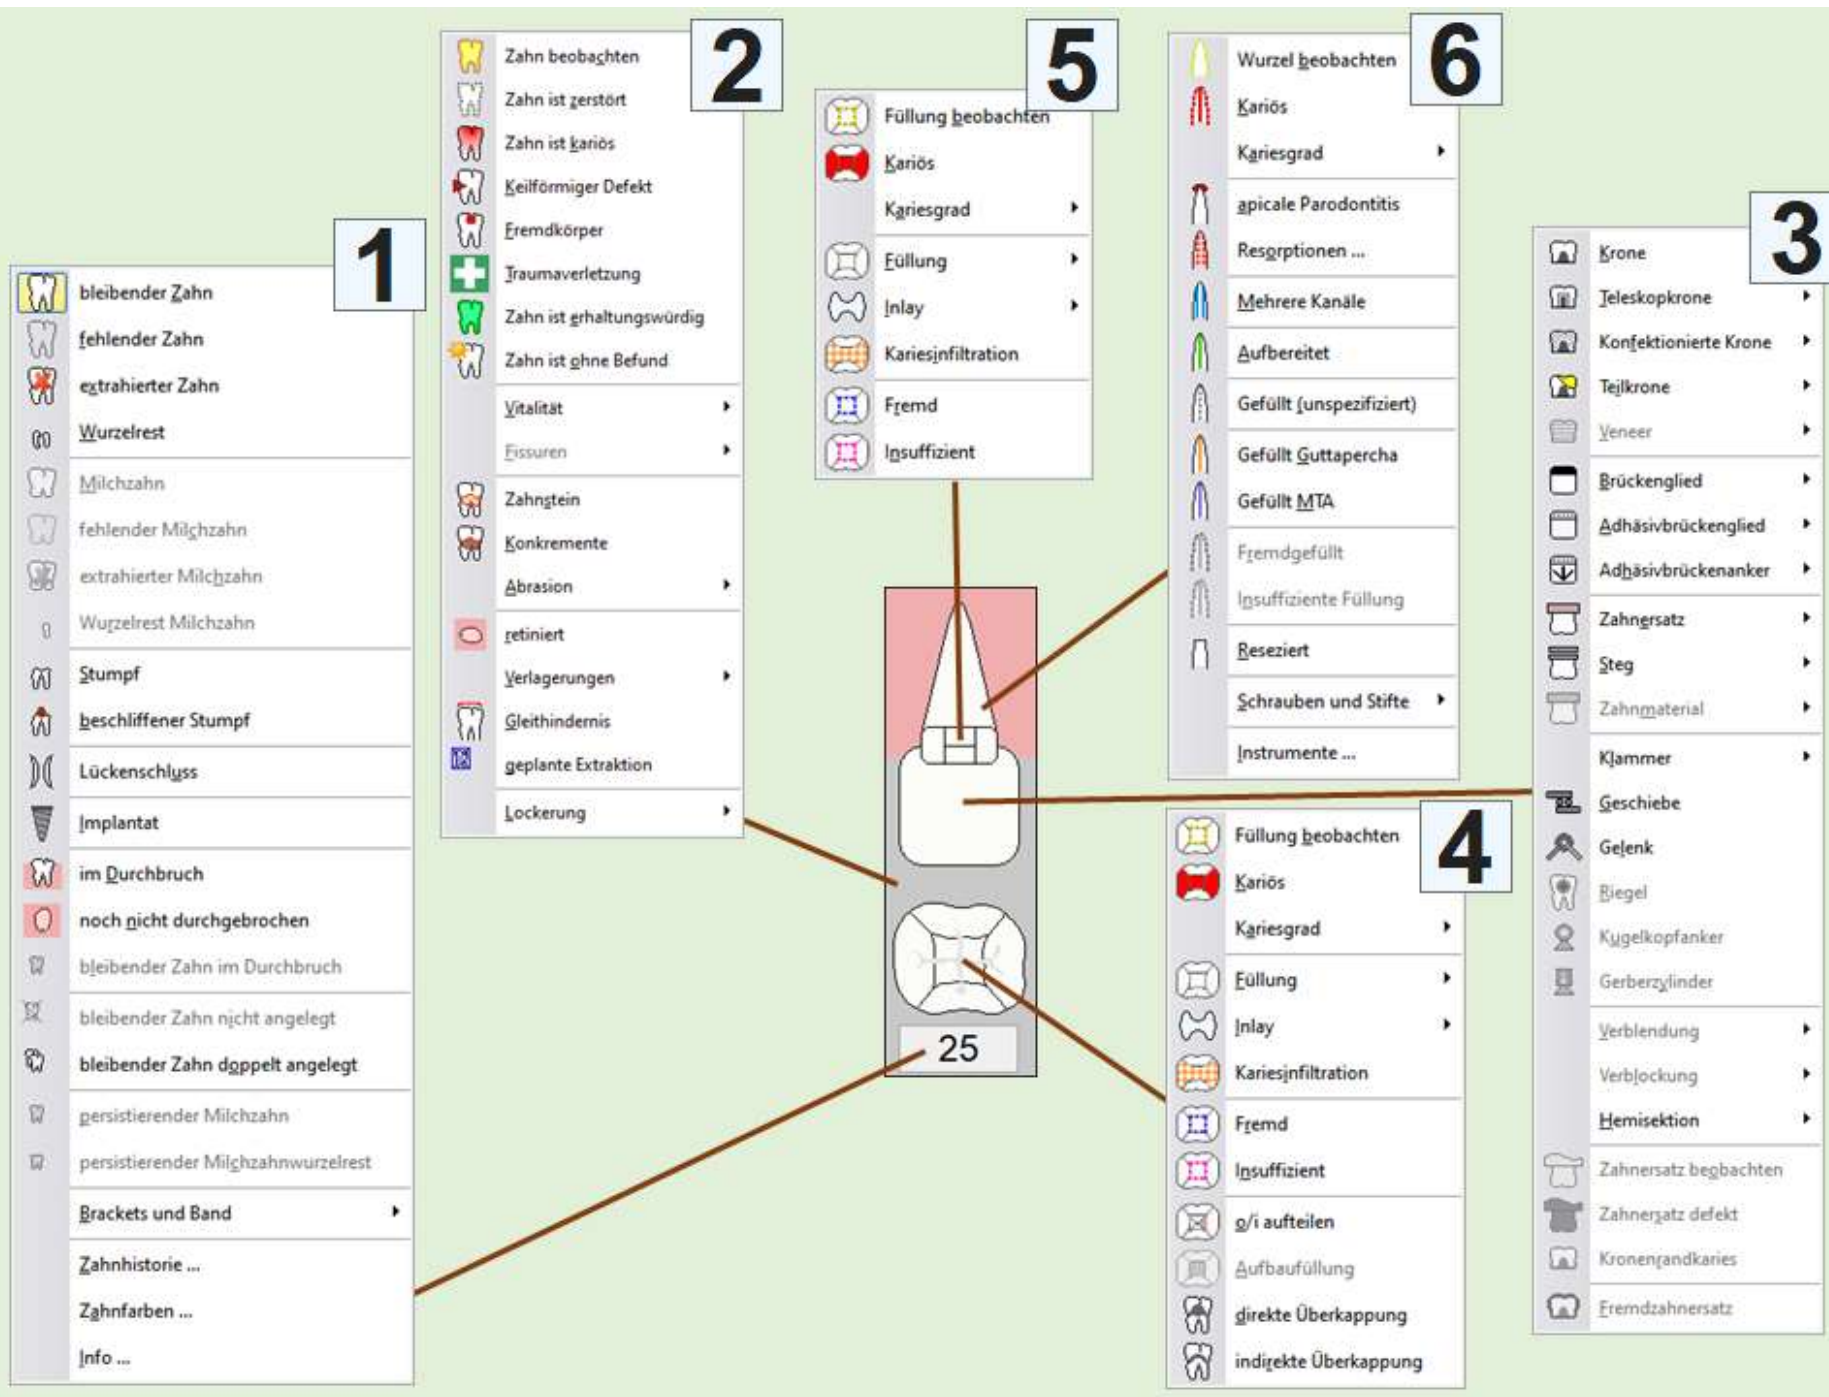 1
bleibender Zahn
fehlender Zahn
extrahierter Zahn
Wurzelrest
Milchzahn
fehlender Milchzahn
extrahierter Milchzahn
Wurzelrest Milchzahn
Stumpf
beschliffener Stumpf
Lückenschluss
Implantat
im Durchbruch
noch nicht durchgebrochen
bleibender Zahn im Durchbruch
bleibender Zahn nicht angelegt
bleibender Zahn doppelt angelegt
persistierender Milchzahn
persistierender Milchzahnwurzelrest
Brackets und Band
Zahnhistorie ...
Zahnfarben ...
Info ...
2
Zahn beobachten
Zahn ist zerstört
Zahn ist kariös
Keilförmiger Defekt
Fremdkörper
Traumaverletzung
Zahn ist erhaltungswürdig
Zahn ist ohne Befund
Vitalität
Fissuren
Zahnstein
Konkremente
Abrasion
retiniert
Verlagerungen
Gleithindernis
geplante Extraktion
Lockerung
5
Füllung beobachten
Kariös
Kariesgrad
Füllung
Inlay
Kariesinfiltration
Fremd
Insuffizient
25
6
Wurzel beobachten
Kariös
Kariesgrad
apicale Parodontitis
Resorptionen ...
Mehrere Kanäle
Aufbereitet
Gefüllt (unspezifiziert)
Gefüllt Guttapercha
Gefüllt MTA
Fremdgefüllt
Insuffiziente Füllung
Reseziert
Schrauben und Stifte
Instrumente ...
4
Füllung beobachten
Kariös
Kariesgrad
Füllung
Inlay
Kariesinfiltration
Fremd
Insuffizient
o/i aufteilen
Aufbaufüllung
direkte Überkappung
indirekte Überkappung
3
Krone
Teleskopkrone
Konfektionierte Krone
Teilkrone
Veneer
Brückenglied
Adhäsivbrückenglied
Adhäsivbrückenanker
Zahnersatz
Steg
Zahnmaterial
Klammer
Geschiebe
Gelenk
Riegel
Kugelkopfanker
Gerberzylinder
Verblendung
Verblockung
Hemisektion
Zahnersatz beobachten
Zahnersatz defekt
Kronenrandkaries
Fremdzahnersatz